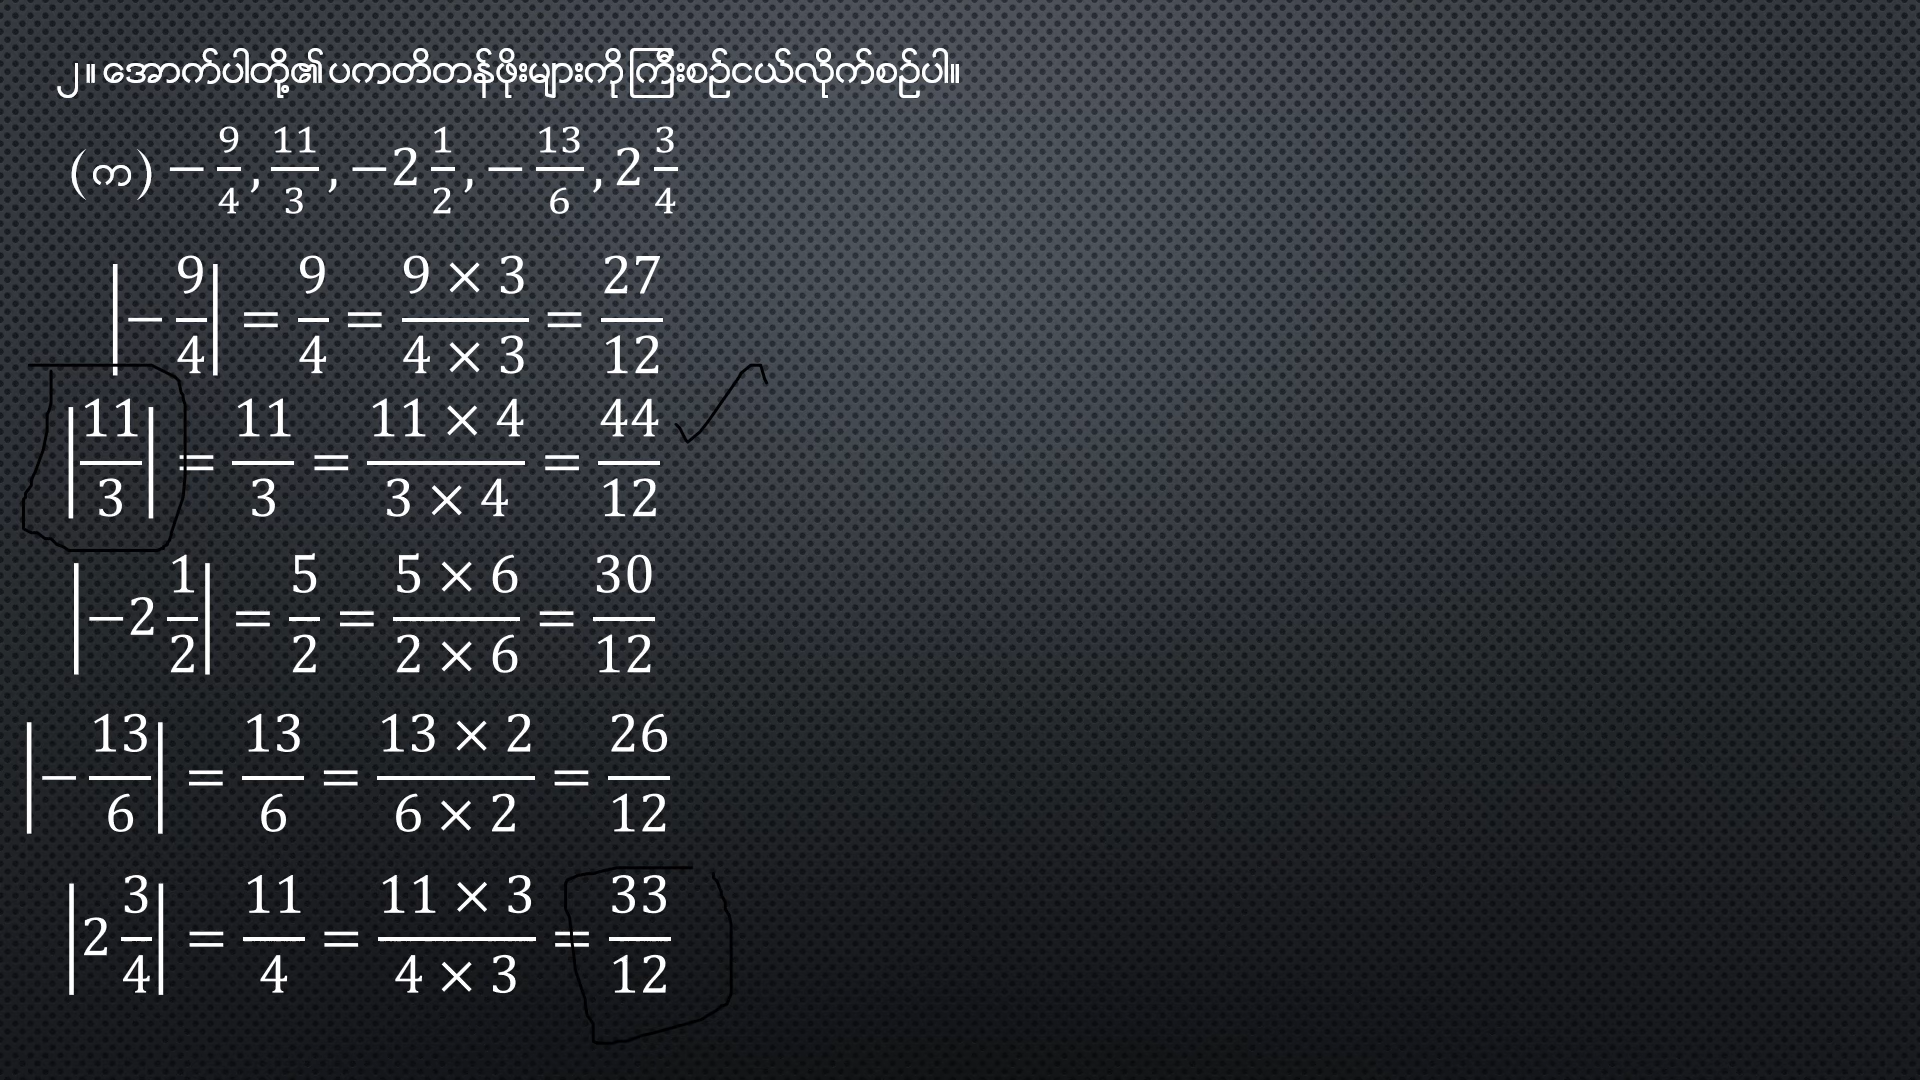 ၂။ အောက်ပါတို့၏ ပကတိတန်ဖိုးများကို ကြီးစဉ်ငယ်လိုက်စဉ်ပါ။
(က) −9/4, 11/3, −2 1/2, −13/6, 2 3/4
|−9/4| = 9/4 = (9 × 3)/(4 × 3) = 27/12
|11/3| = 11/3 = (11 × 4)/(3 × 4) = 44/12
|−2 1/2| = 5/2 = (5 × 6)/(2 × 6) = 30/12
|−13/6| = 13/6 = (13 × 2)/(6 × 2) = 26/12
|2 3/4| = 11/4 = (11 × 3)/(4 × 3) = 33/12